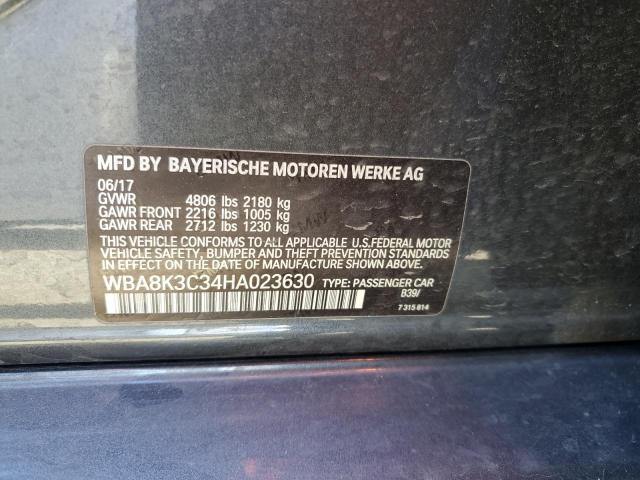 MFD BY BAYERISCHE MOTOREN WERKE AG
06/17
GVWR 4806 lbs 2180 kg
GAWR FRONT 2216 lbs 1005 kg
GAWR REAR 2712 lbs 1230 kg
THIS VEHICLE CONFORMS TO ALL APPLICABLE U.S.FEDERAL MOTOR
VEHICLE SAFETY, BUMPER AND THEFT PREVENTION STANDARDS
IN EFFECT ON THE DATE OF MANUFACTURE SHOWN ABOVE.
WBA8K3C34HA023630 TYPE: PASSENGER CAR
B39/
7 315 814